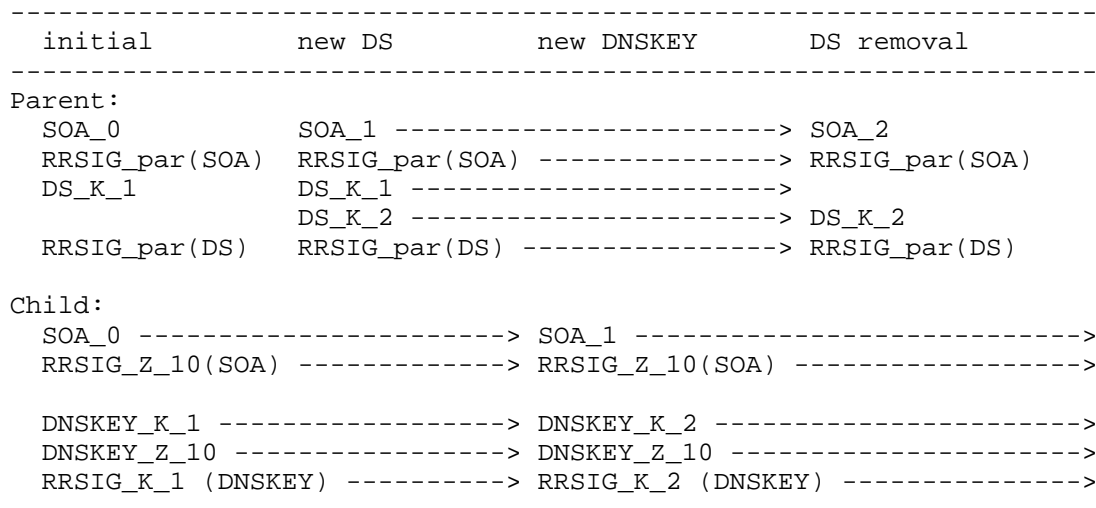 --------------------------------------------------------------------
  initial         new DS         new DNSKEY       DS removal
--------------------------------------------------------------------
Parent:
  SOA_0           SOA_1 ------------------------> SOA_2
  RRSIG_par(SOA)  RRSIG_par(SOA) ---------------> RRSIG_par(SOA)
  DS_K_1          DS_K_1 ----------------------->
                  DS_K_2 -----------------------> DS_K_2
  RRSIG_par(DS)   RRSIG_par(DS) ----------------> RRSIG_par(DS)

Child:
  SOA_0 -----------------------> SOA_1 ---------------------------->
  RRSIG_Z_10(SOA) -------------> RRSIG_Z_10(SOA) ------------------>

  DNSKEY_K_1 ------------------> DNSKEY_K_2 ----------------------->
  DNSKEY_Z_10 -----------------> DNSKEY_Z_10 ---------------------->
  RRSIG_K_1 (DNSKEY) ----------> RRSIG_K_2 (DNSKEY) --------------->